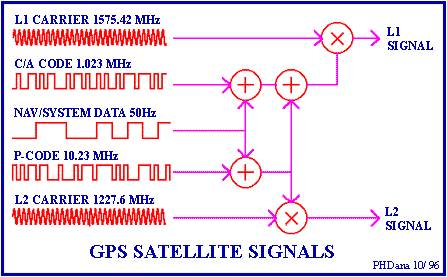 L1 CARRIER 1575.42 MHz
L1
SIGNAL
C/A CODE 1.023 MHz
NAV/SYSTEM DATA 50Hz
P-CODE 10.23 MHz
L2 CARRIER 1227.6 MHz
L2
SIGNAL
GPS SATELLITE SIGNALS
PHDana 10/96